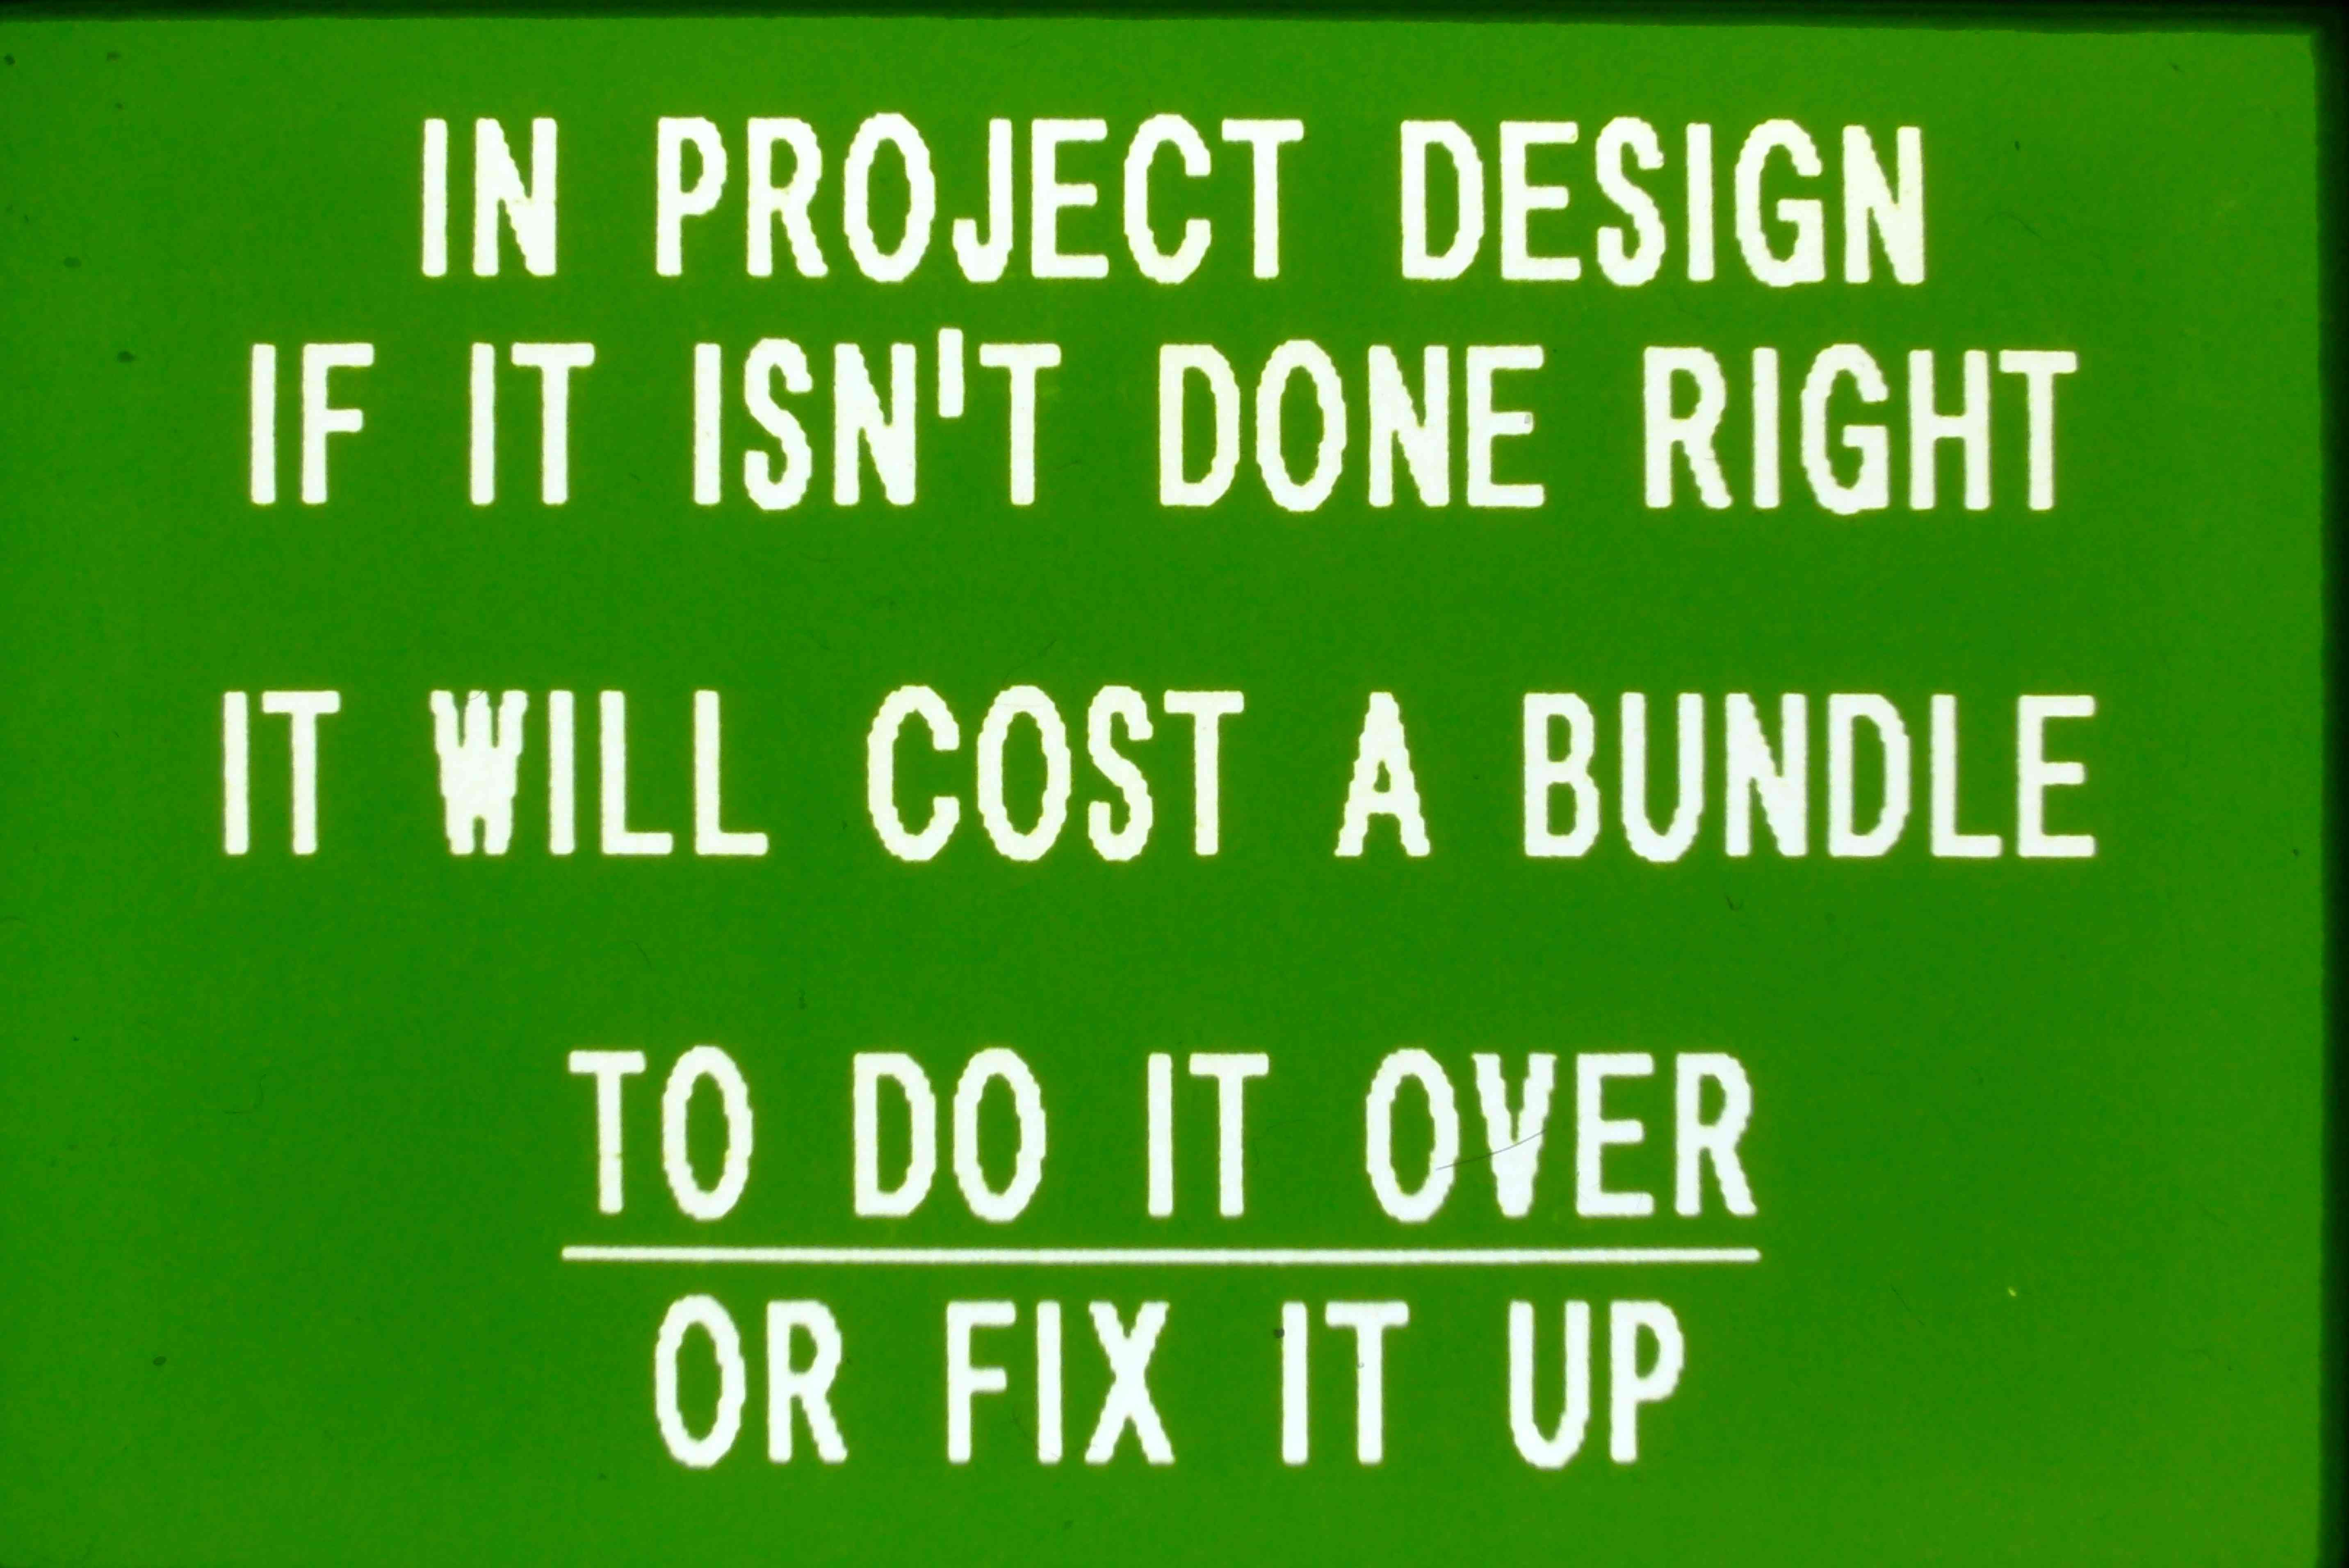 IN PROJECT DESIGN
IF IT ISN'T DONE RIGHT
IT WILL COST A BUNDLE
TO DO IT OVER
OR FIX IT UP